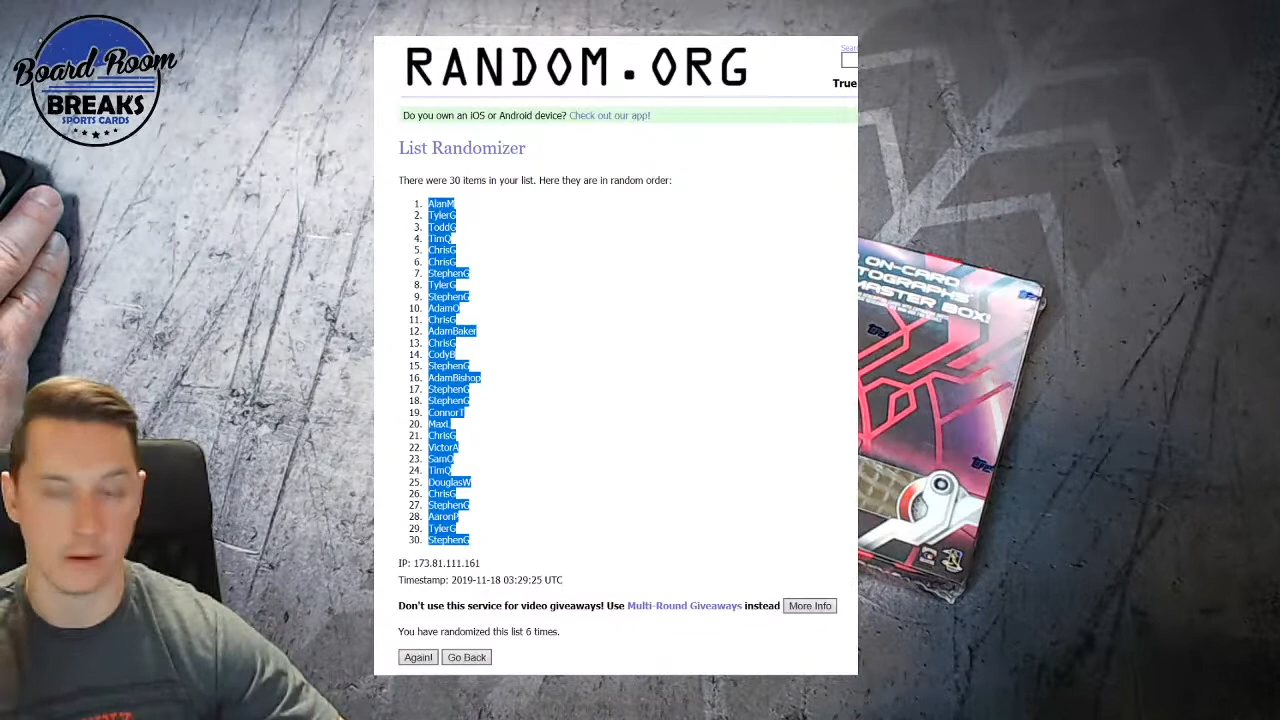 Board Room
BREAKS
SPORTS CARDS
RANDOM.ORG
True
Do you own an iOS or Android device? Check out our app!
List Randomizer
There were 30 items in your list. Here they are in random order:
1. AlanM
2. TylerG
3. ToddG
4. TimQ
5. ChrisG
6. ChrisG
7. StephenG
8. TylerG
9. StephenG
10. AdamO
11. ChrisG
12. AdamBaker
13. ChrisG
14. CodyB
15. StephenG
16. AdamBishop
17. StephenG
18. StephenG
19. ConnorT
20. MaxL
21. ChrisG
22. VictorA
23. SamO
24. TimQ
25. DouglasW
26. ChrisG
27. StephenG
28. AaronP
29. TylerG
30. StephenG
IP: 173.81.111.161
Timestamp: 2019-11-18 03:29:25 UTC
Don't use this service for video giveaways! Use Multi-Round Giveaways instead More Info
You have randomized this list 6 times.
Again! Go Back
ON-CARD
TOGRAPHS
MASTER BOX!